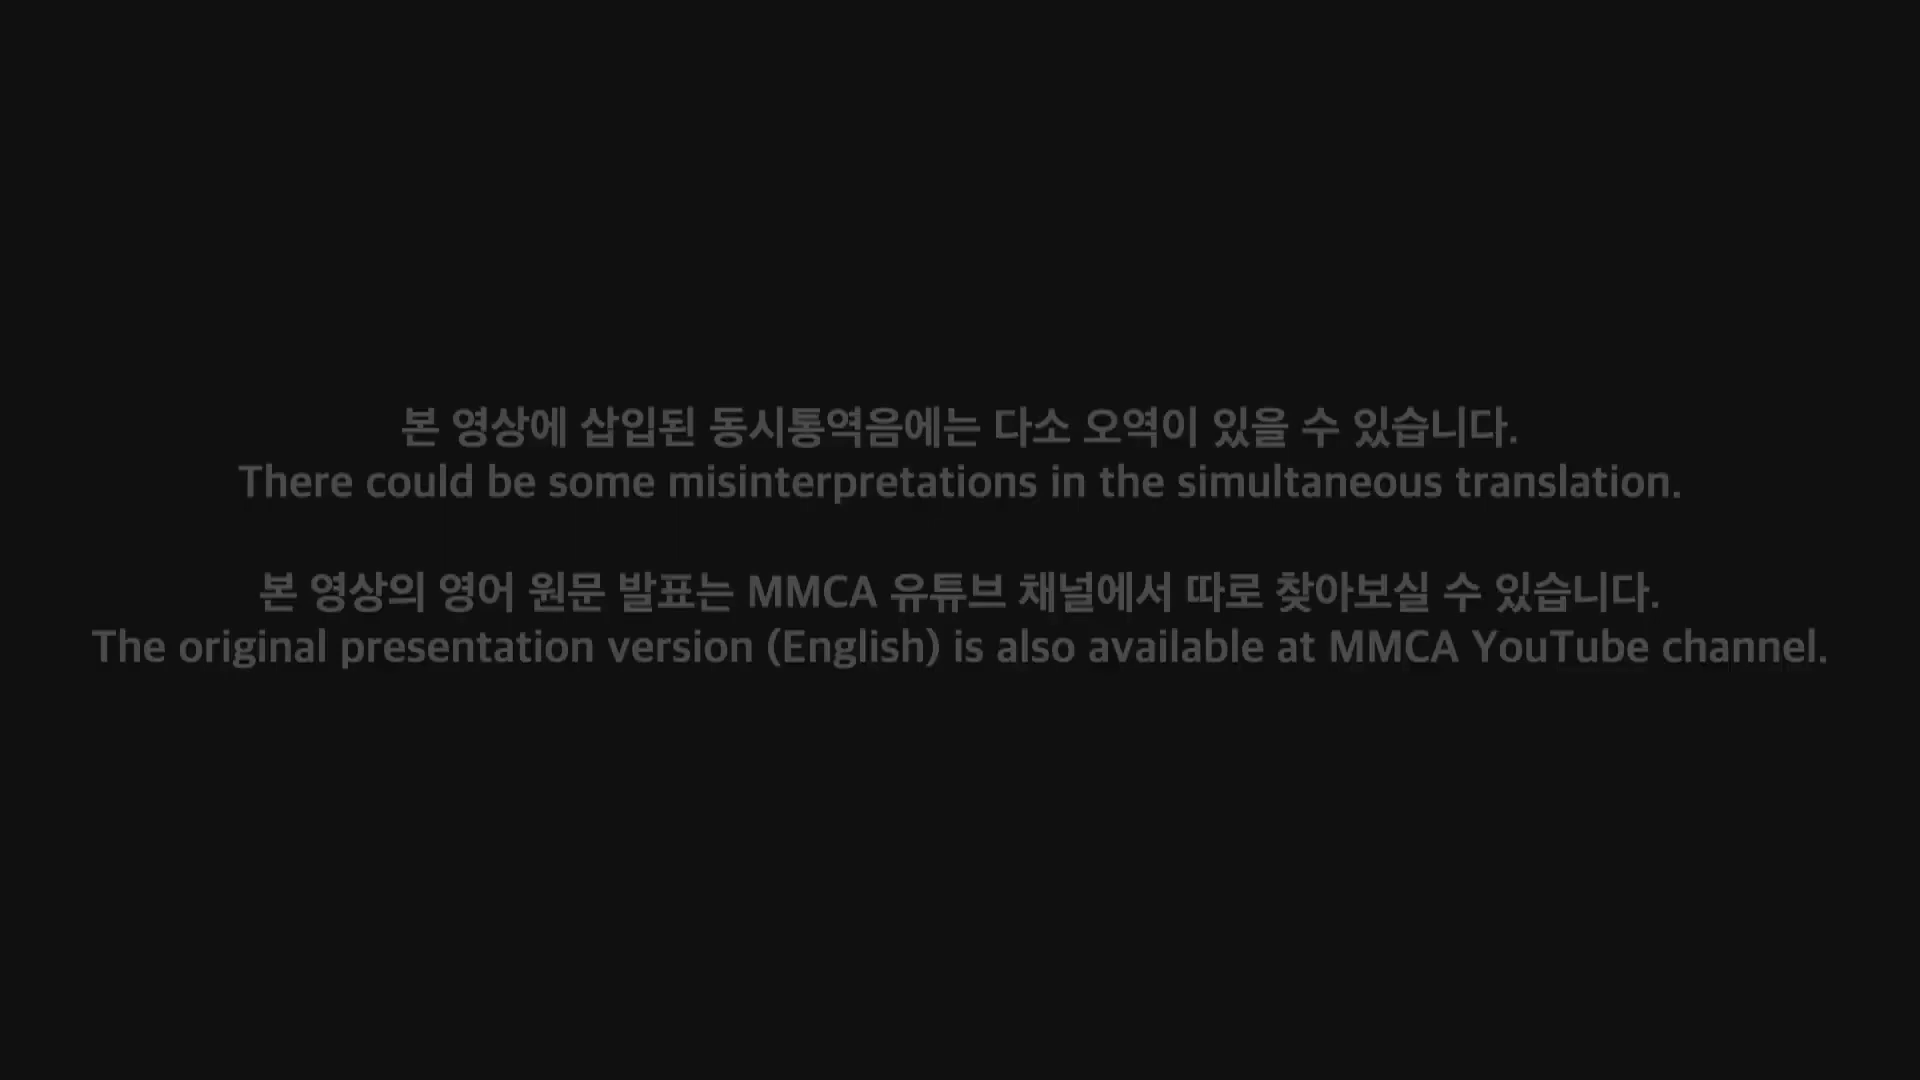 본 영상에 삽입된 동시통역음에는 다소 오역이 있을 수 있습니다.
There could be some misinterpretations in the simultaneous translation.
본 영상의 영어 원문 발표는 MMCA 유튜브 채널에서 따로 찾아보실 수 있습니다.
The original presentation version (English) is also available at MMCA YouTube channel.